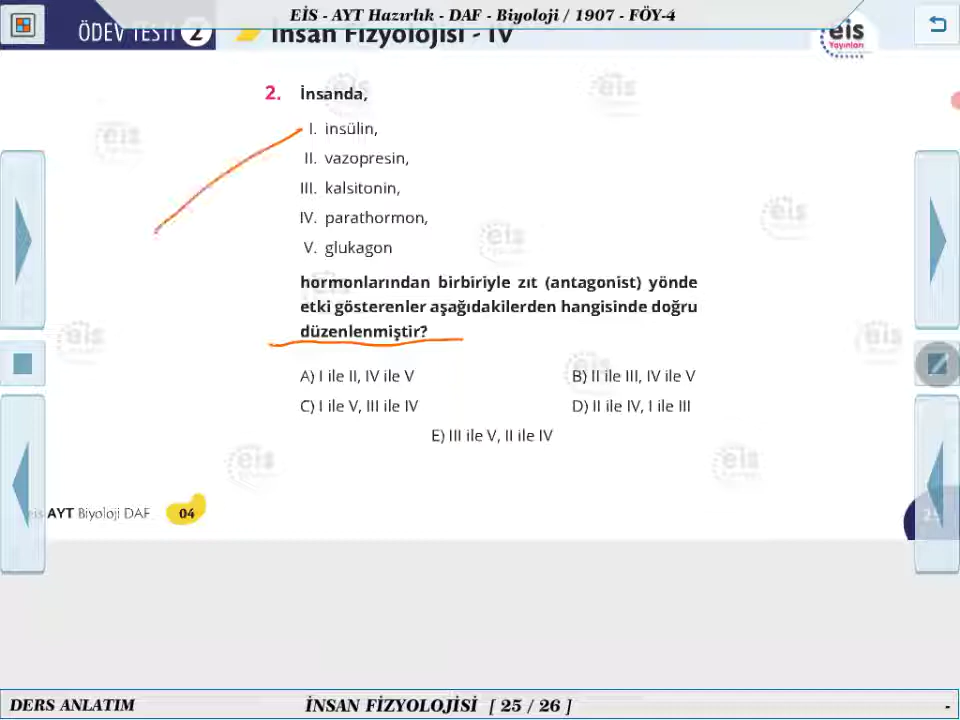 EİS - AYT Hazırlık - DAF - Biyoloji / 1907 - FÖY-4
ÖDEV TESTİ 2
İnsan Fizyolojisi - IV
eis
Yayınları
2. İnsanda,
I. insülin,
II. vazopresin,
III. kalsitonin,
IV. parathormon,
V. glukagon
hormonlarından birbiriyle zıt (antagonist) yönde
etki gösterenler aşağıdakilerden hangisinde doğru
düzenlenmiştir?
A) I ile II, IV ile V
B) II ile III, IV ile V
C) I ile V, III ile IV
D) II ile IV, I ile III
E) III ile V, II ile IV
eis AYT Biyoloji DAF 04
DERS ANLATIM
İNSAN FİZYOLOJİSİ [ 25 / 26 ]
-